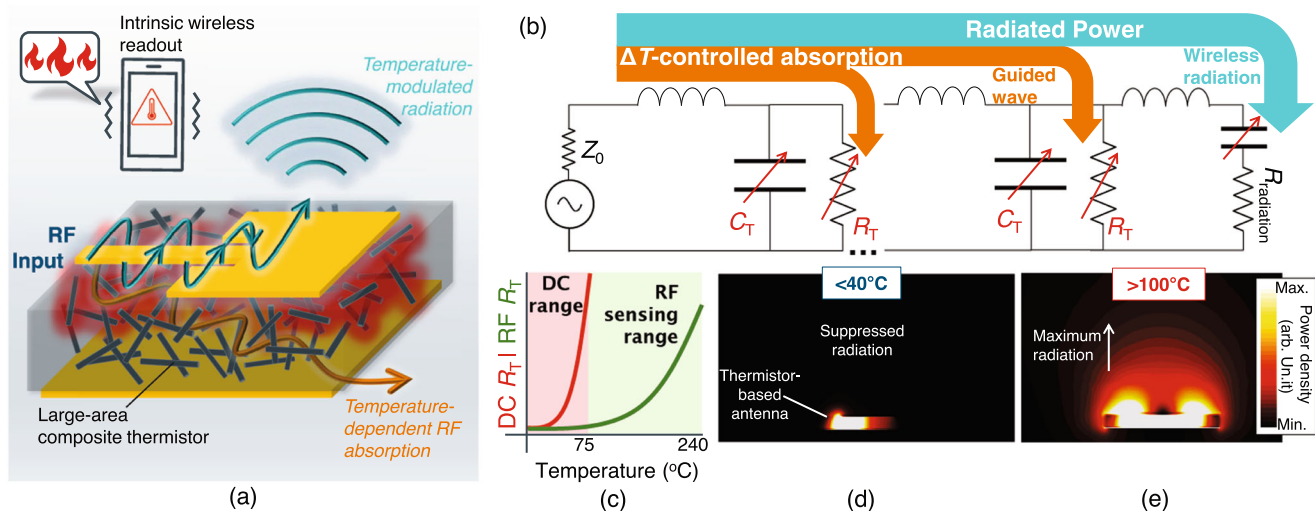 Intrinsic wireless
readout
Temperature-
modulated
radiation
RF
Input
Large-area
composite thermistor
Temperature-
dependent RF
absorption
(a)
(b)
Radiated Power
ΔT-controlled absorption
Guided
wave
Wireless
radiation
Z0
CT
RT
...
CT
RT
Rradiation
DC RT| RF RT
DC
range
RF
sensing
range
75
240
Temperature (oC)
(c)
<40°C
Suppressed
radiation
Thermistor-
based
antenna
(d)
>100°C
Maximum
radiation
Max.
Min.
Power density
(arb. Un.it)
(e)